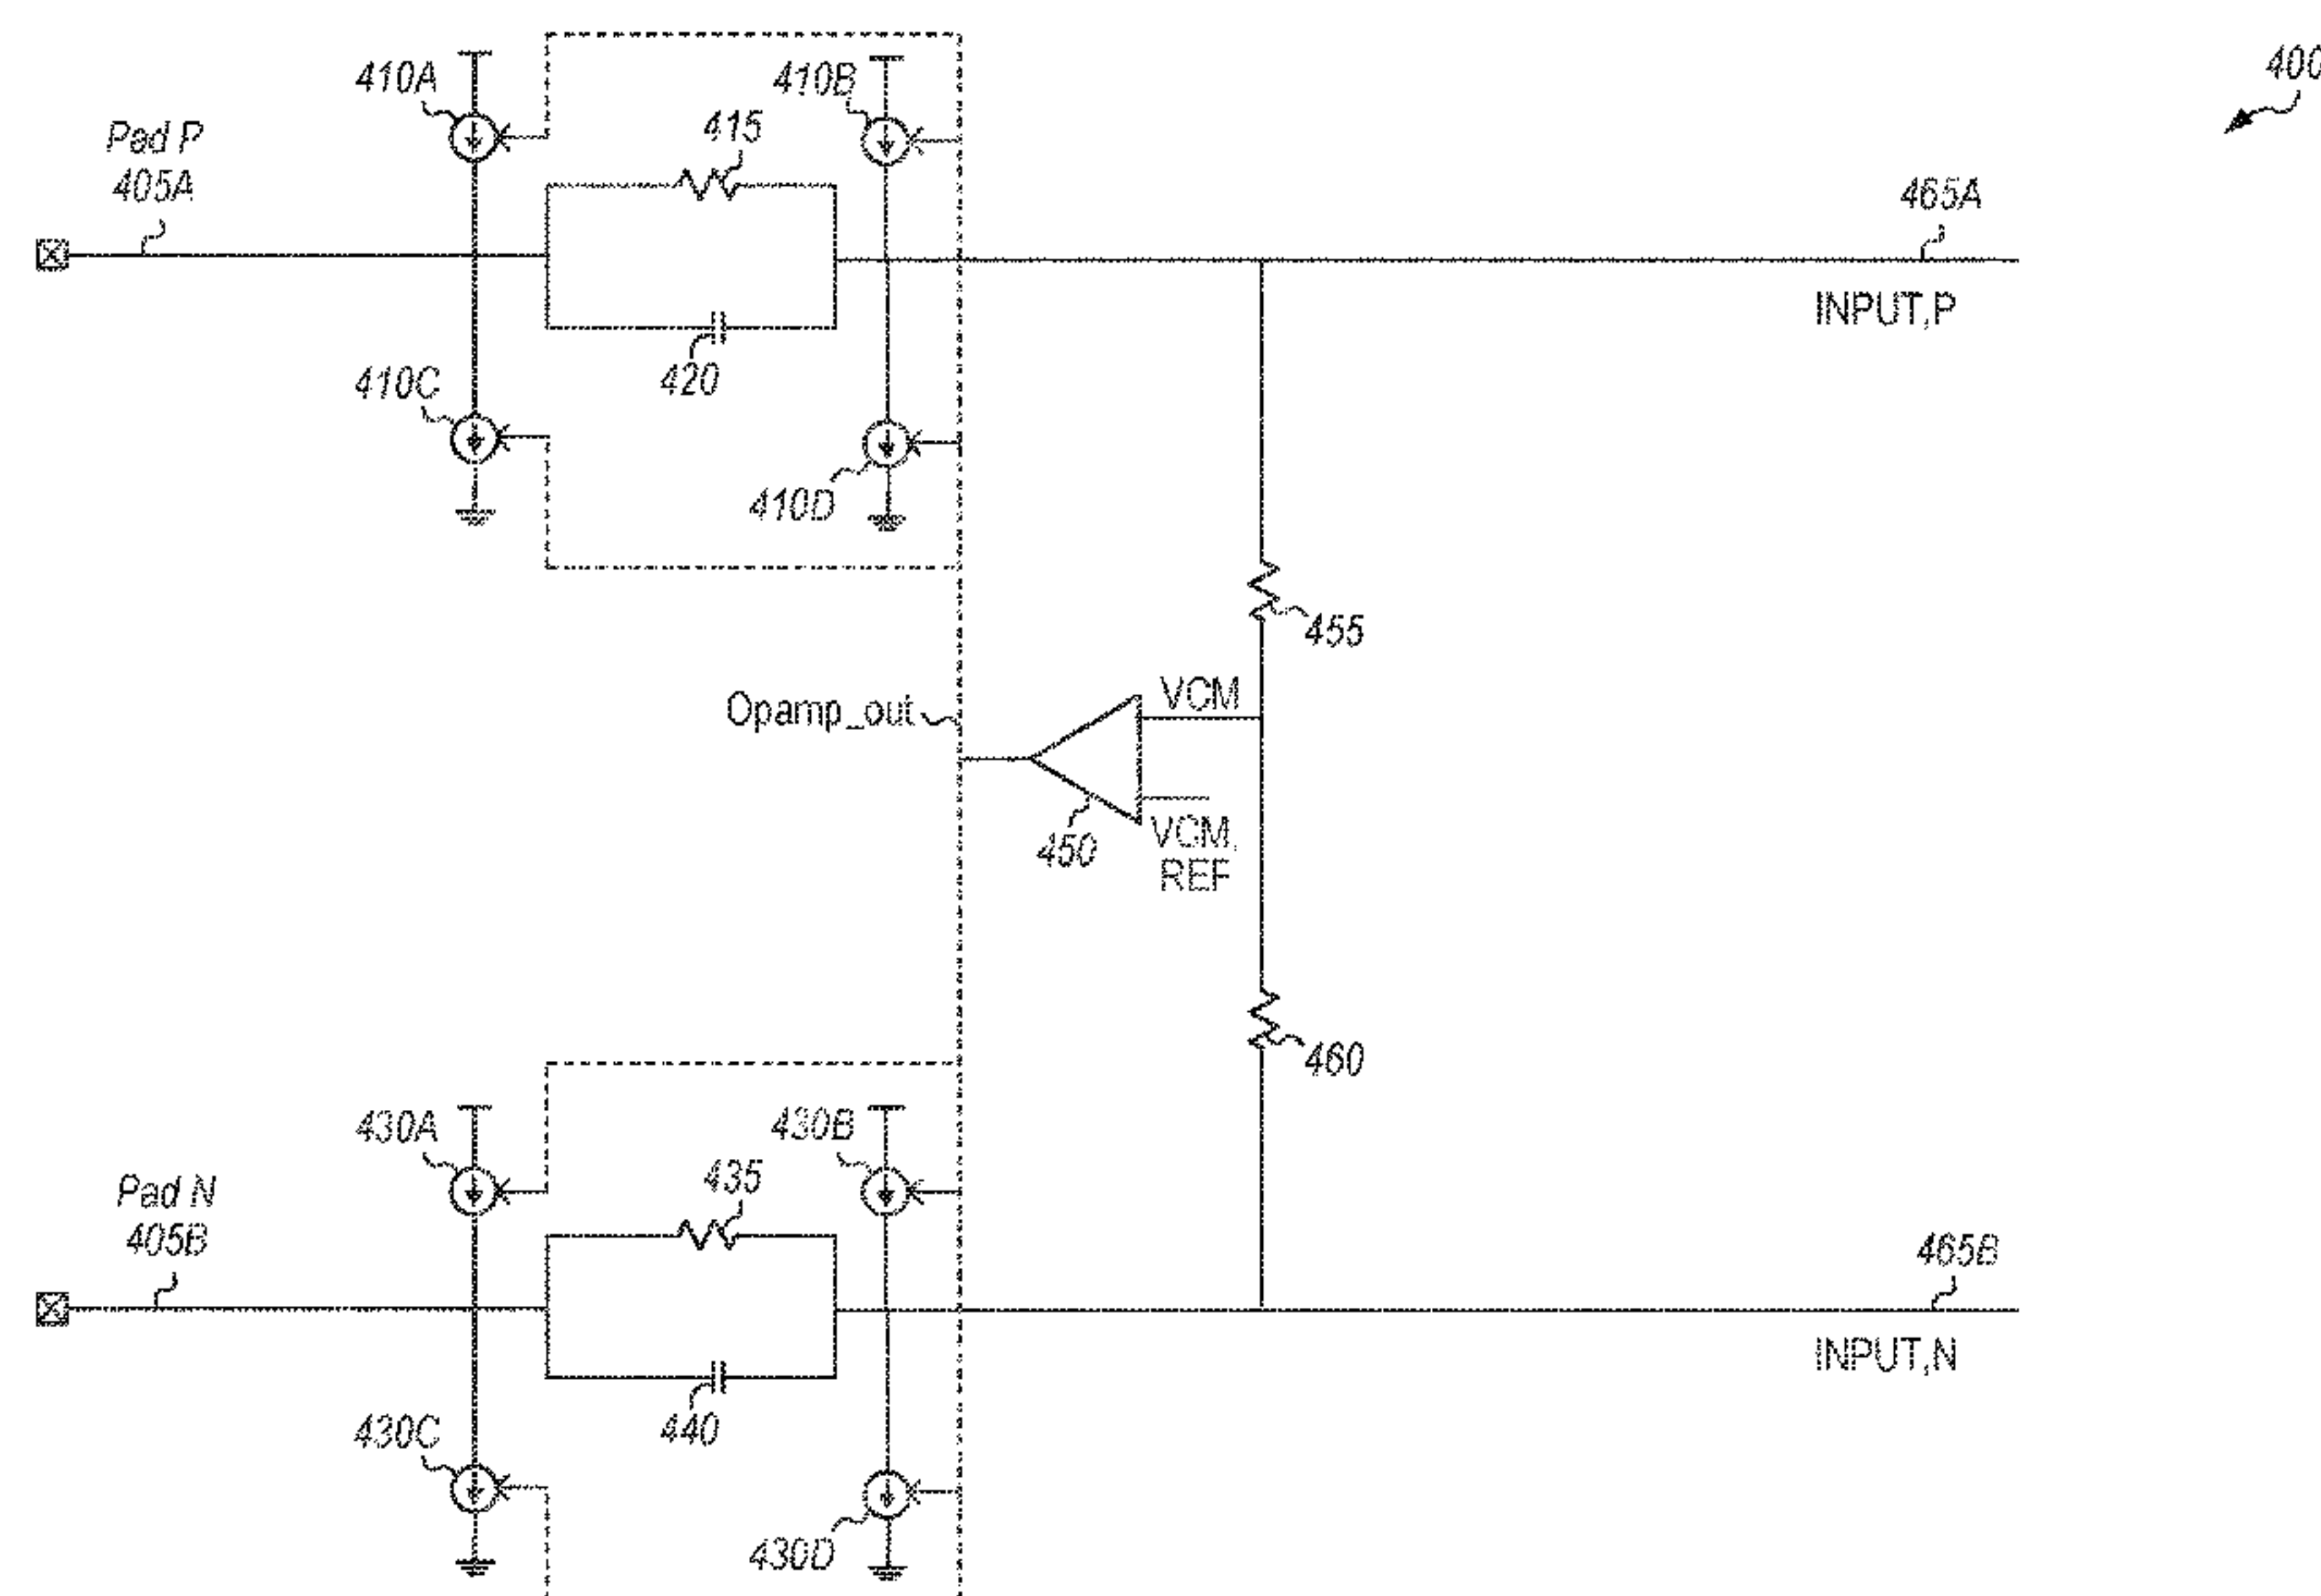 400
410A
410B
415
Pad P
405A
465A
INPUT,P
410C
420
410D
455
Opamp_out
VCM
450
VCM,
REF
460
430A
430B
435
Pad N
405B
465B
INPUT,N
430C
440
430D